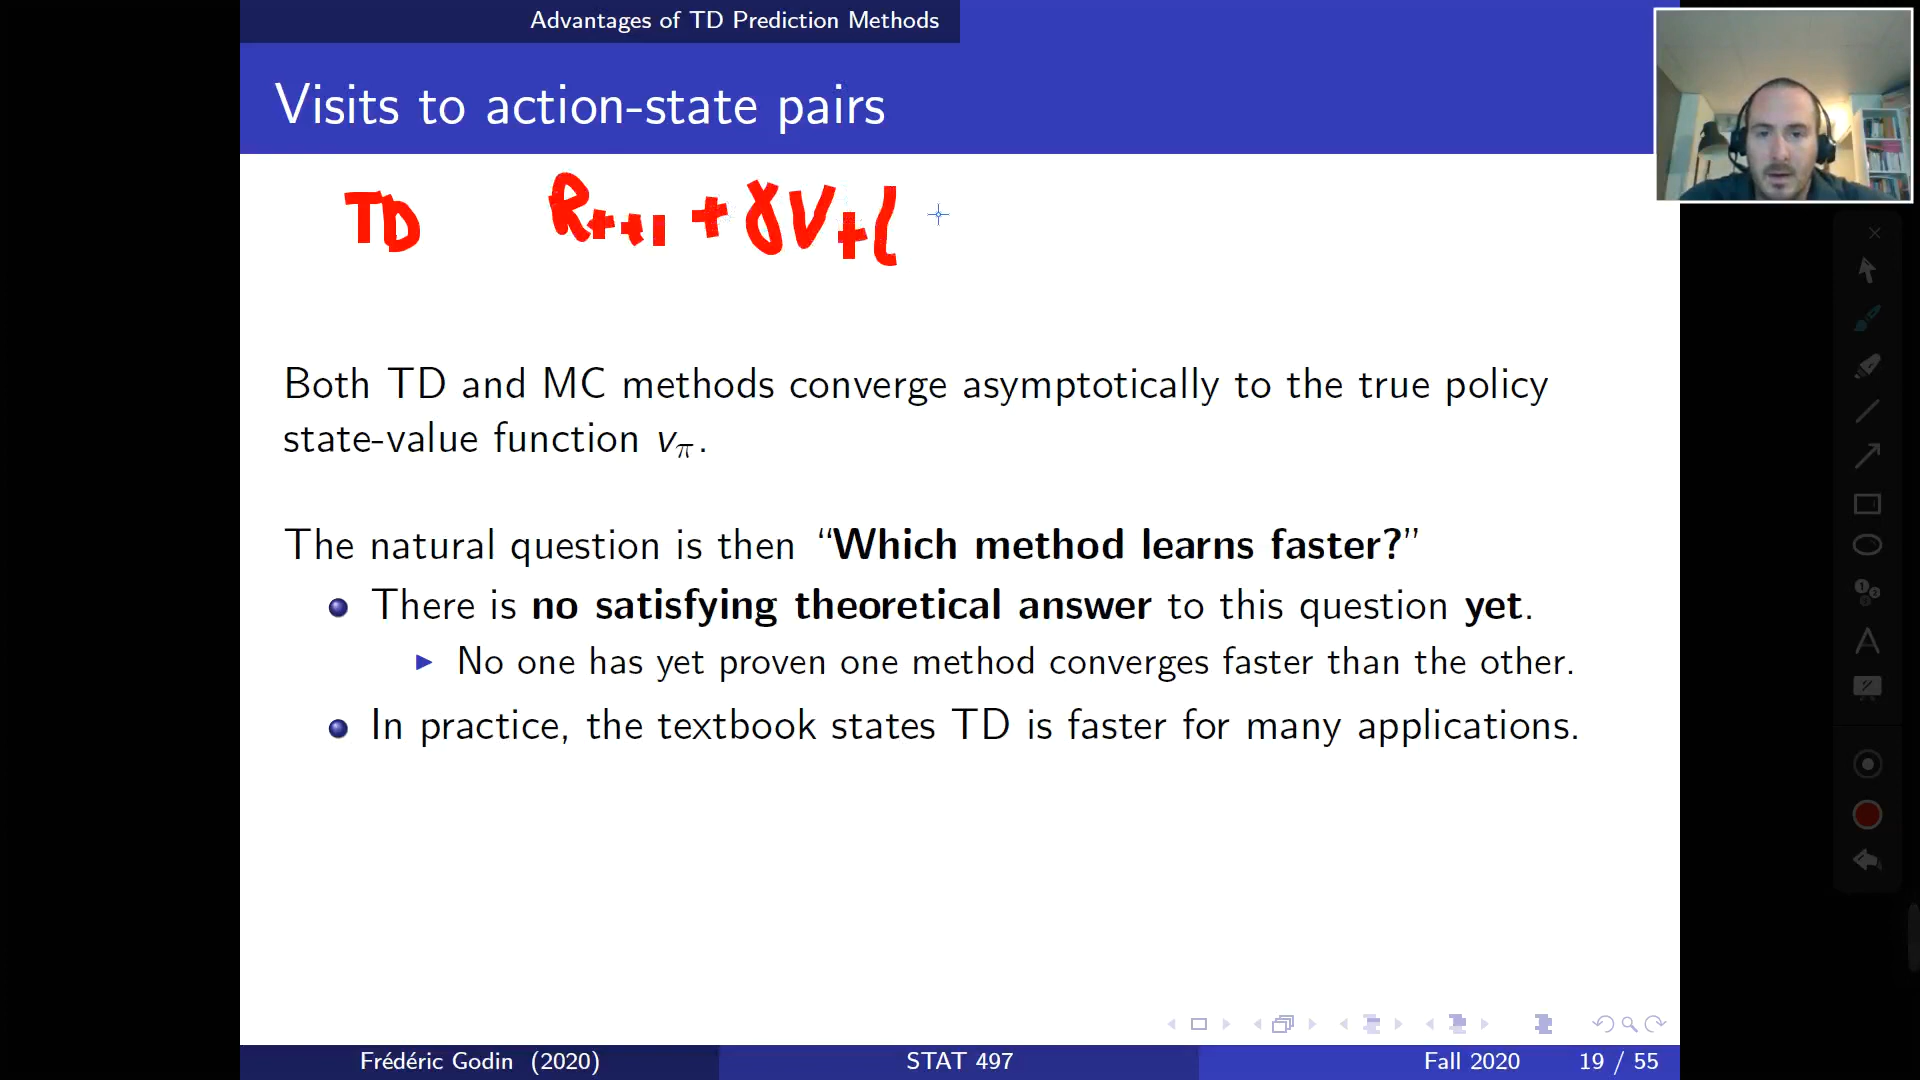 Advantages of TD Prediction Methods
Visits to action-state pairs
TD R_{t+1} + γV_t(
Both TD and MC methods converge asymptotically to the true policy
state-value function v_π.
The natural question is then “Which method learns faster?”
There is no satisfying theoretical answer to this question yet.
No one has yet proven one method converges faster than the other.
In practice, the textbook states TD is faster for many applications.
Frédéric Godin (2020) STAT 497 Fall 2020 19 / 55